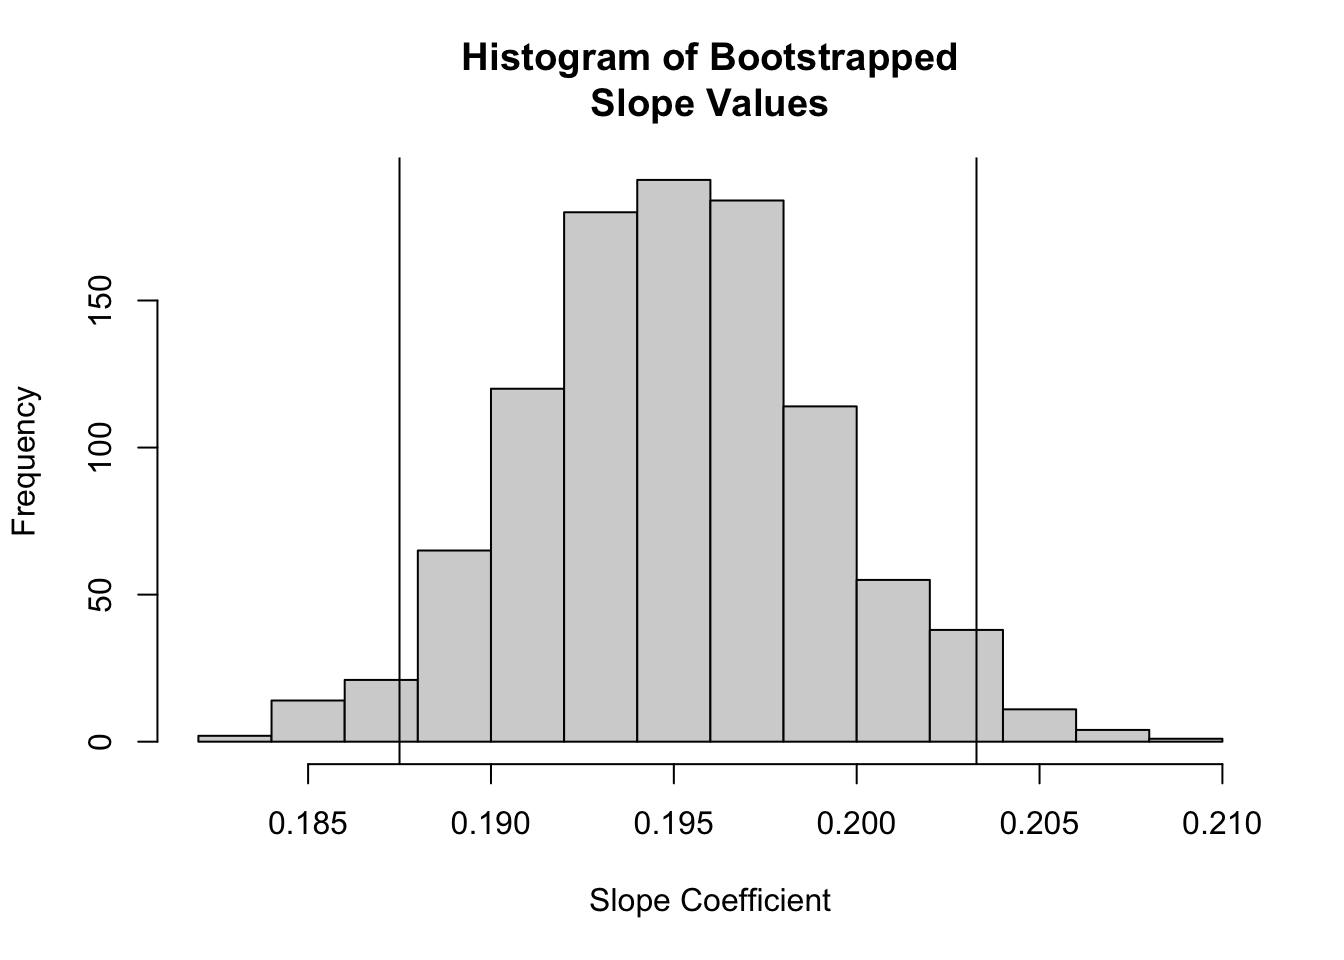 Histogram of Bootstrapped
Slope Values
Frequency
150
100
50
0
0.185 0.190 0.195 0.200 0.205 0.210
Slope Coefficient